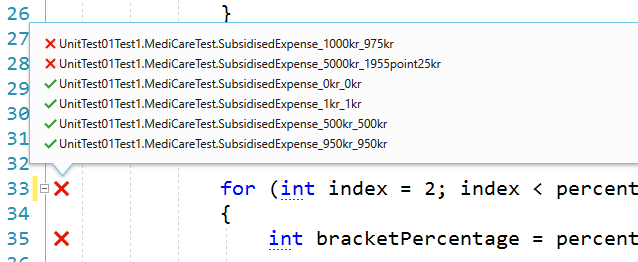 26 }
27
28 UnitTest01Test1.MediCareTest.SubsidisedExpense_1000kr_975kr
UnitTest01Test1.MediCareTest.SubsidisedExpense_5000kr_1955point25kr
29 UnitTest01Test1.MediCareTest.SubsidisedExpense_0kr_0kr
30 UnitTest01Test1.MediCareTest.SubsidisedExpense_1kr_1kr
31 UnitTest01Test1.MediCareTest.SubsidisedExpense_500kr_500kr
UnitTest01Test1.MediCareTest.SubsidisedExpense_950kr_950kr
32
33 for (int index = 2; index < percent
34 {
35 int bracketPercentage = percent
36